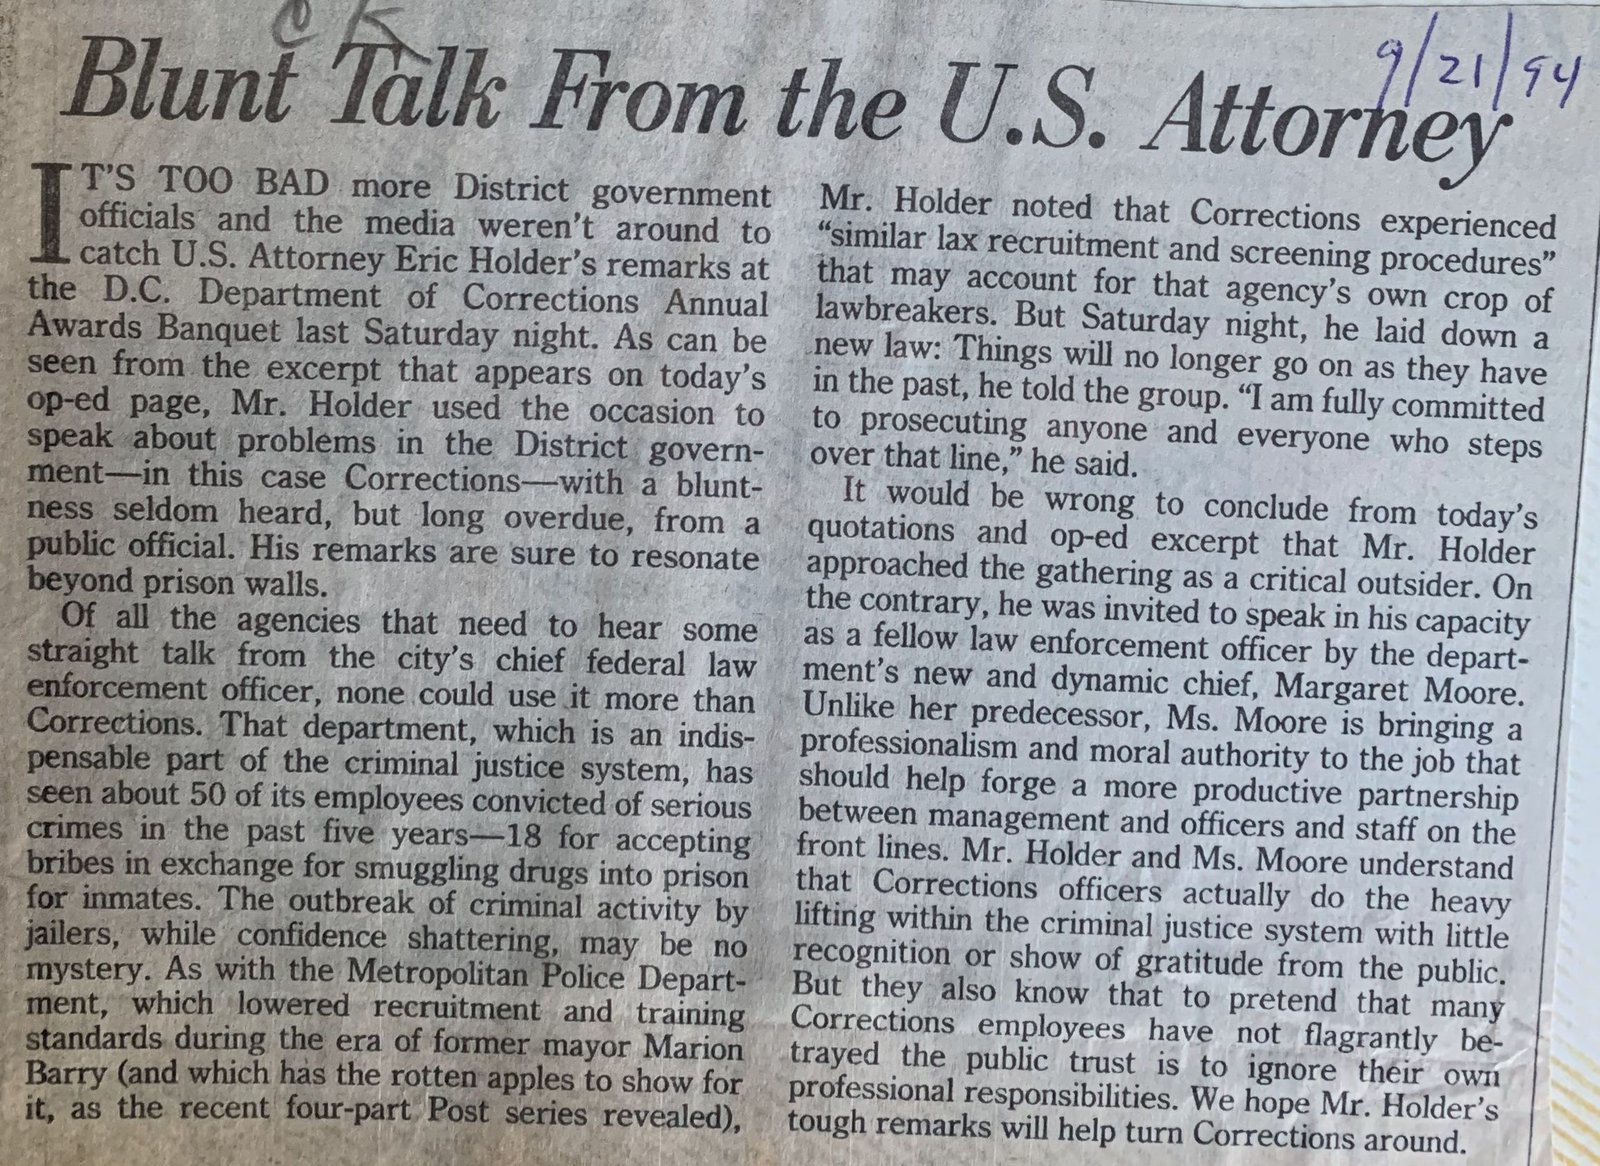 C K
9/21/94
Blunt Talk From the U.S. Attorney
IT'S TOO BAD more District government
officials and the media weren't around to
catch U.S. Attorney Eric Holder's remarks at
the D.C. Department of Corrections Annual
Awards Banquet last Saturday night. As can be
seen from the excerpt that appears on today's
op-ed page, Mr. Holder used the occasion to
speak about problems in the District govern-
ment—in this case Corrections—with a blunt-
ness seldom heard, but long overdue, from a
public official. His remarks are sure to resonate
beyond prison walls.
Of all the agencies that need to hear some
straight talk from the city's chief federal law
enforcement officer, none could use it more than
Corrections. That department, which is an indis-
pensable part of the criminal justice system, has
seen about 50 of its employees convicted of serious
crimes in the past five years—18 for accepting
bribes in exchange for smuggling drugs into prison
for inmates. The outbreak of criminal activity by
jailers, while confidence shattering, may be no
mystery. As with the Metropolitan Police Depart-
ment, which lowered recruitment and training
standards during the era of former mayor Marion
Barry (and which has the rotten apples to show for
it, as the recent four-part Post series revealed),
Mr. Holder noted that Corrections experienced
"similar lax recruitment and screening procedures"
that may account for that agency's own crop of
lawbreakers. But Saturday night, he laid down a
new law: Things will no longer go on as they have
in the past, he told the group. "I am fully committed
to prosecuting anyone and everyone who steps
over that line," he said.
It would be wrong to conclude from today's
quotations and op-ed excerpt that Mr. Holder
approached the gathering as a critical outsider. On
the contrary, he was invited to speak in his capacity
as a fellow law enforcement officer by the depart-
ment's new and dynamic chief, Margaret Moore.
Unlike her predecessor, Ms. Moore is bringing a
professionalism and moral authority to the job that
should help forge a more productive partnership
between management and officers and staff on the
front lines. Mr. Holder and Ms. Moore understand
that Corrections officers actually do the heavy
lifting within the criminal justice system with little
recognition or show of gratitude from the public.
But they also know that to pretend that many
Corrections employees have not flagrantly be-
trayed the public trust is to ignore their own
professional responsibilities. We hope Mr. Holder's
tough remarks will help turn Corrections around.